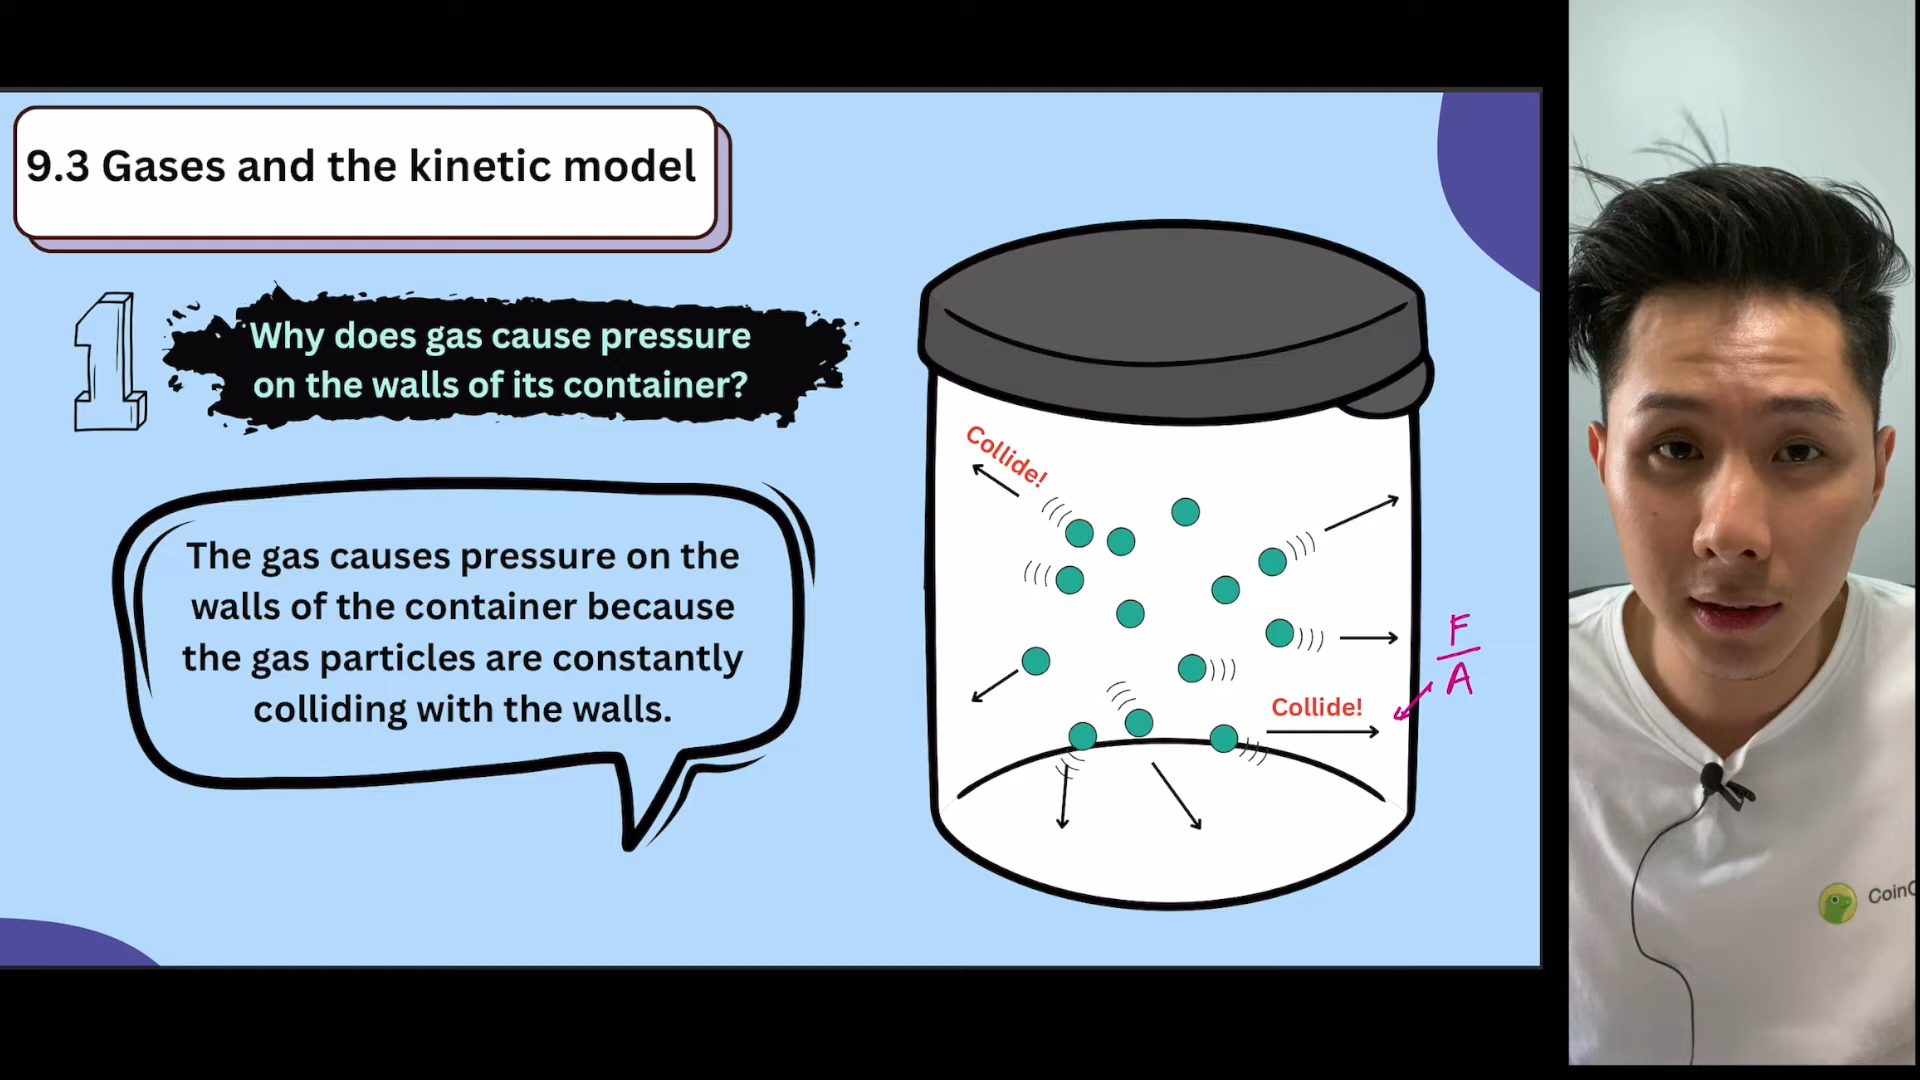 9.3 Gases and the kinetic model
1
Why does gas cause pressure
on the walls of its container?
The gas causes pressure on the
walls of the container because
the gas particles are constantly
colliding with the walls.
Collide!
Collide!
F
A